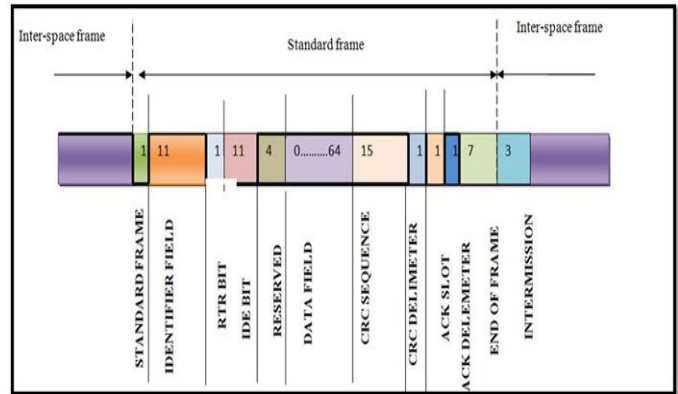 Inter-space frame
Standard frame
Inter-space frame
1 11 1 11 4 0..........64 15 1 1 1 7 3
STANDARD FRAME
IDENTIFIER FIELD
RTR BIT
IDE BIT
RESERVED
DATA FIELD
CRC SEQUENCE
CRC DELIMETER
ACK SLOT
ACK DELEMETER
END OF FRAME
INTERMISSION